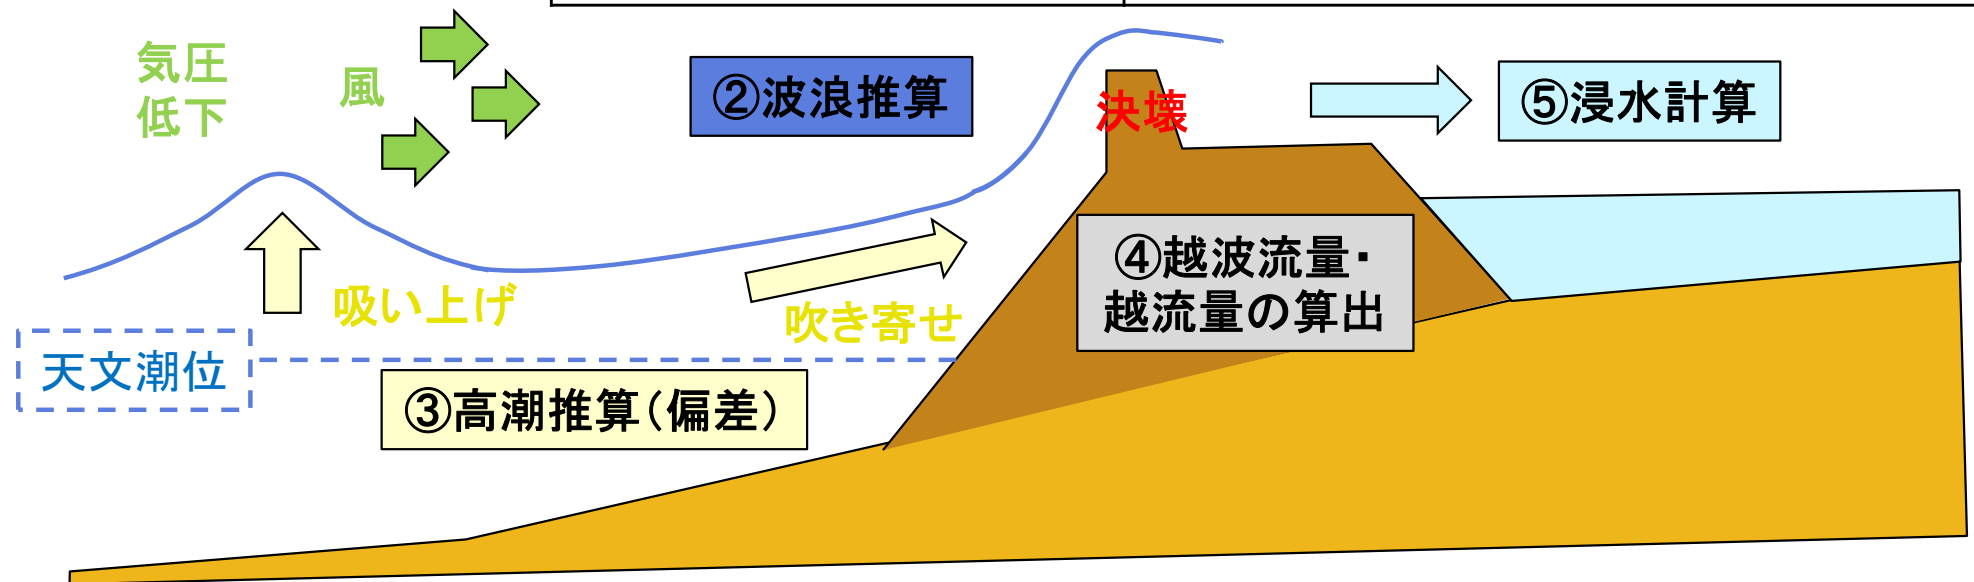 気圧
低下
風
②波浪推算
決壊
⑤浸水計算
吸い上げ
吹き寄せ
④越波流量・
越流量の算出
天文潮位
③高潮推算（偏差）